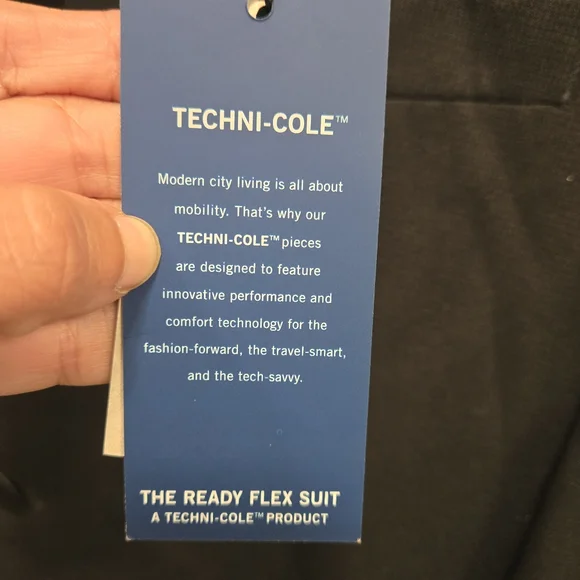 TECHNI-COLE™
Modern city living is all about
mobility. That's why our
TECHNI-COLE™ pieces
are designed to feature
innovative performance and
comfort technology for the
fashion-forward, the travel-smart,
and the tech-savvy.
THE READY FLEX SUIT
A TECHNI-COLE™ PRODUCT